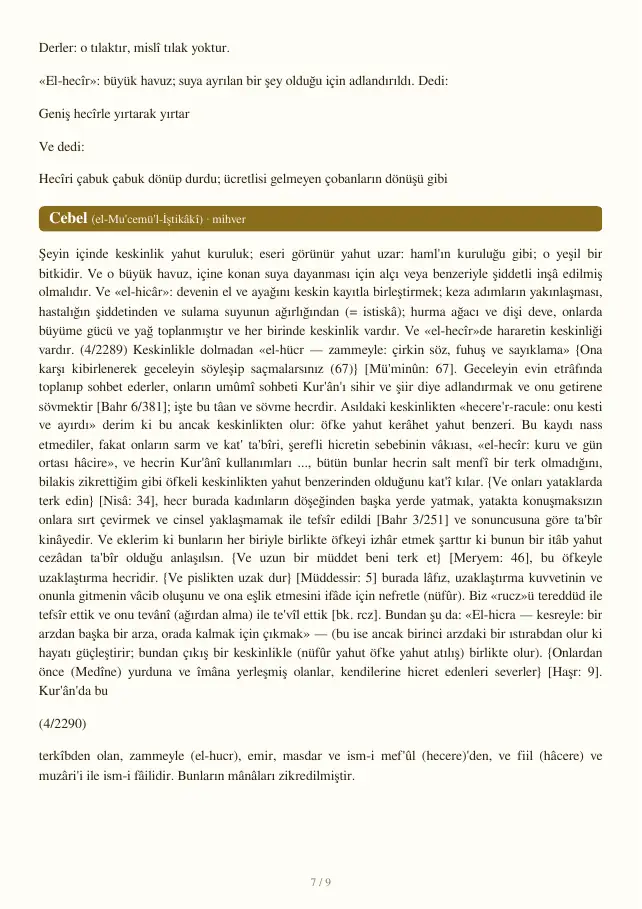 Derler: o tılaktır, mislî tılak yoktur.
«El-hecîr»: büyük havuz; suya ayrılan bir şey olduğu için adlandırıldı. Dedi:
Geniş hecîrle yırtarak yırtar
Ve dedi:
Hecîri çabuk çabuk dönüp durdu; ücretlisi gelmeyen çobanların dönüşü gibi
Cebel (el-Mu'cemü'l-İştikâkî) · mihver
Şeyin içinde keskinlik yahut kuruluk; eseri görünür yahut uzar: haml'ın kuruluğu gibi; o yeşil bir
bitkidir. Ve o büyük havuz, içine konan suya dayanması için alçı veya benzeriyle şiddetli inşâ edilmiş
olmalıdır. Ve «el-hicâr»: devenin el ve ayağını keskin kayıtla birleştirmek; keza adımların yakınlaşması,
hastalığın şiddetinden ve sulama suyunun ağırlığından (= istiskâ); hurma ağacı ve dişi deve, onlarda
büyüme gücü ve yağ toplanmıştır ve her birinde keskinlik vardır. Ve «el-hecîr»de hararetin keskinliği
vardır. (4/2289) Keskinlikle dolmadan «el-hücr — zammeyle: çirkin söz, fuhuş ve sayıklama» {Ona
karşı kibirlenerek geceleyin söyleşip saçmalarsınız (67)} [Mü'minûn: 67]. Geceleyin evin etrâfında
toplanıp sohbet ederler, onların umûmî sohbeti Kur'ân'ı sihir ve şiir diye adlandırmak ve onu getirene
sövmektir [Bahr 6/381]; işte bu tâan ve sövme hecrdir. Asıldaki keskinlikten «hecere'r-racule: onu kesti
ve ayırdı» derim ki bu ancak keskinlikten olur: öfke yahut kerâhet yahut benzeri. Bu kaydı nass
etmediler, fakat onların sarm ve kat' ta'bîri, şerefli hicretin sebebinin vâkıası, «el-hecîr: kuru ve gün
ortası hâcire», ve hecrin Kur'ânî kullanımları ..., bütün bunlar hecrin salt menfî bir terk olmadığını,
bilakis zikrettiğim gibi öfkeli keskinlikten yahut benzerinden olduğunu kat'î kılar. {Ve onları yataklarda
terk edin} [Nisâ: 34], hecr burada kadınların döşeğinden başka yerde yatmak, yatakta konuşmaksızın
onlara sırt çevirmek ve cinsel yaklaşmamak ile tefsîr edildi [Bahr 3/251] ve sonuncusuna göre ta'bîr
kinâyedir. Ve eklerim ki bunların her biriyle birlikte öfkeyi izhâr etmek şarttır ki bunun bir itâb yahut
cezâdan ta'bîr olduğu anlaşılsın. {Ve uzun bir müddet beni terk et} [Meryem: 46], bu öfkeyle
uzaklaştırma hecridir. {Ve pislikten uzak dur} [Müddessir: 5] burada lâfız, uzaklaştırma kuvvetinin ve
onunla gitmenin vâcib oluşunu ve ona eşlik etmesini ifâde için nefretle (nüfûr). Biz «rucz»ü tereddüd ile
tefsîr ettik ve onu tevânî (ağırdan alma) ile te'vîl ettik [bk. rcz]. Bundan şu da: «El-hicra — kesreyle: bir
arzdan başka bir arza, orada kalmak için çıkmak» — (bu ise ancak birinci arzdaki bir ıstırabdan olur ki
hayatı güçleştirir; bundan çıkış bir keskinlikle (nüfûr yahut öfke yahut atılış) birlikte olur). {Onlardan
önce (Medîne) yurduna ve îmâna yerleşmiş olanlar, kendilerine hicret edenleri severler} [Haşr: 9].
Kur'ân'da bu
(4/2290)
terkîbden olan, zammeyle (el-hucr), emir, masdar ve ism-i mef'ûl (hecere)'den, ve fiil (hâcere) ve
muzâri'i ile ism-i fâilidir. Bunların mânâları zikredilmiştir.
7 / 9